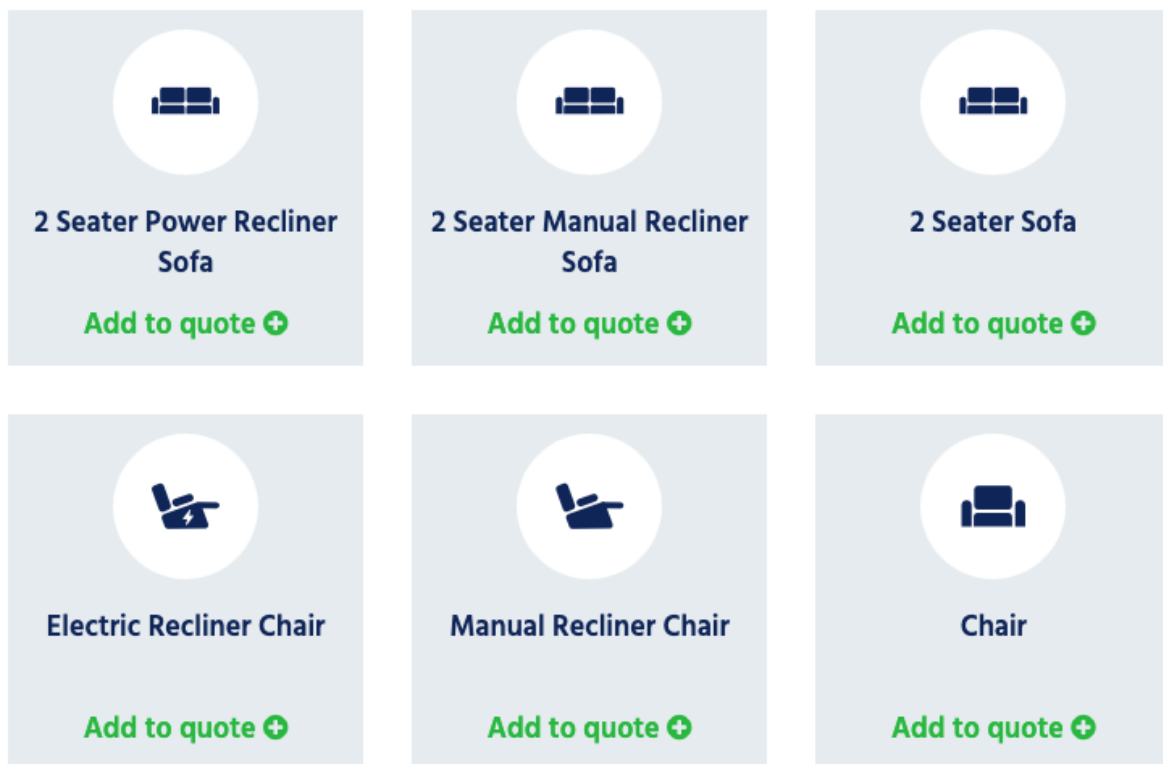 2 Seater Power Recliner
Sofa
Add to quote
2 Seater Manual Recliner
Sofa
Add to quote
2 Seater Sofa
Add to quote
Electric Recliner Chair
Add to quote
Manual Recliner Chair
Add to quote
Chair
Add to quote